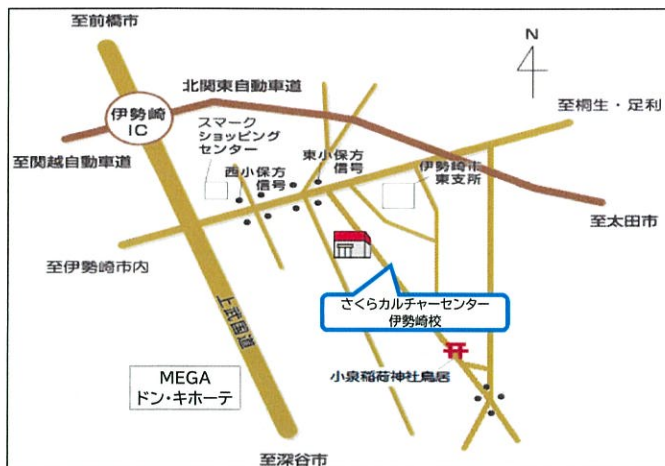 至前橋市
N
北関東自動車道
伊勢崎
IC
至桐生・足利
スマーク
ショッピング
センター
東小保方
信号
西小保方
信号
伊勢崎市
東支所
至関越自動車道
至太田市
至伊勢崎市内
さくらカルチャーセンター
伊勢崎校
上武国道
小泉稲荷神社鳥居
MEGA
ドン・キホーテ
至深谷市